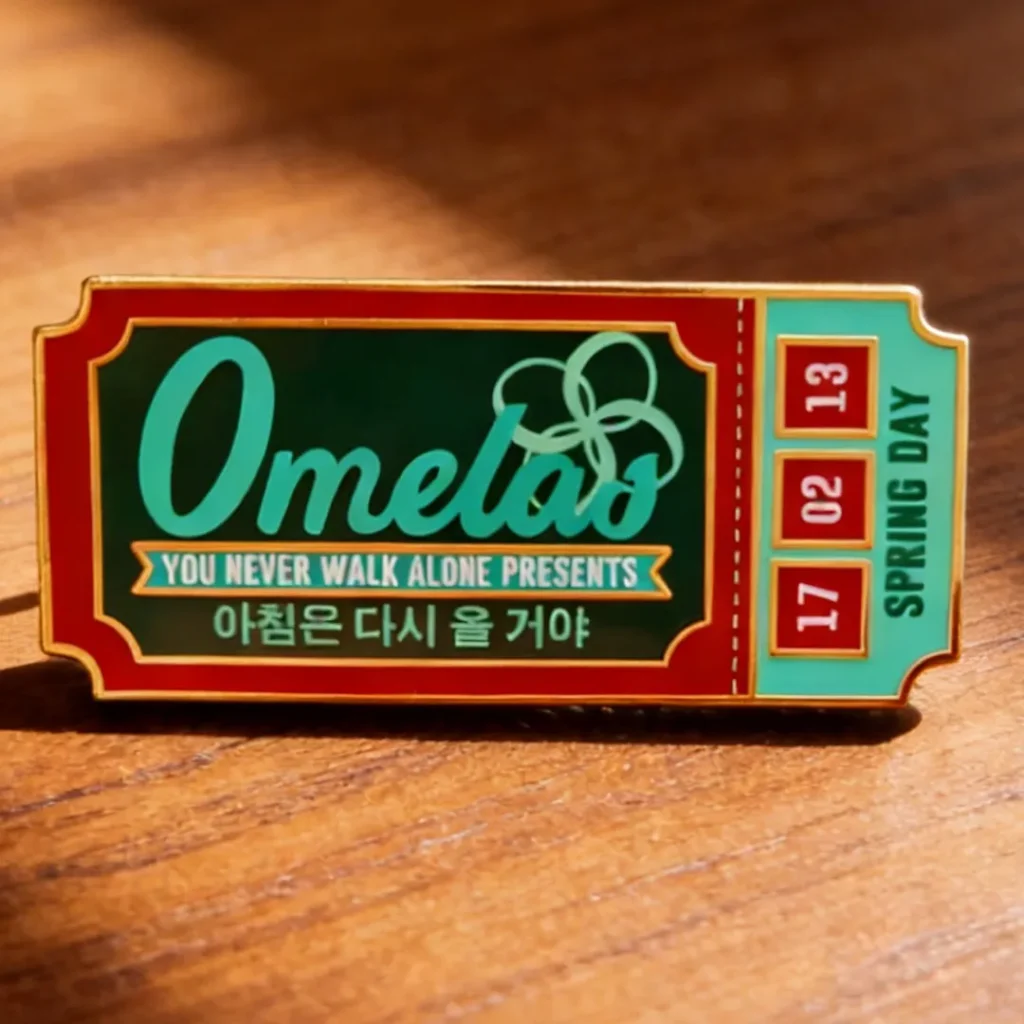 Omelas
YOU NEVER WALK ALONE PRESENTS
아침은 다시 올 거야
13
02
17
SPRING DAY